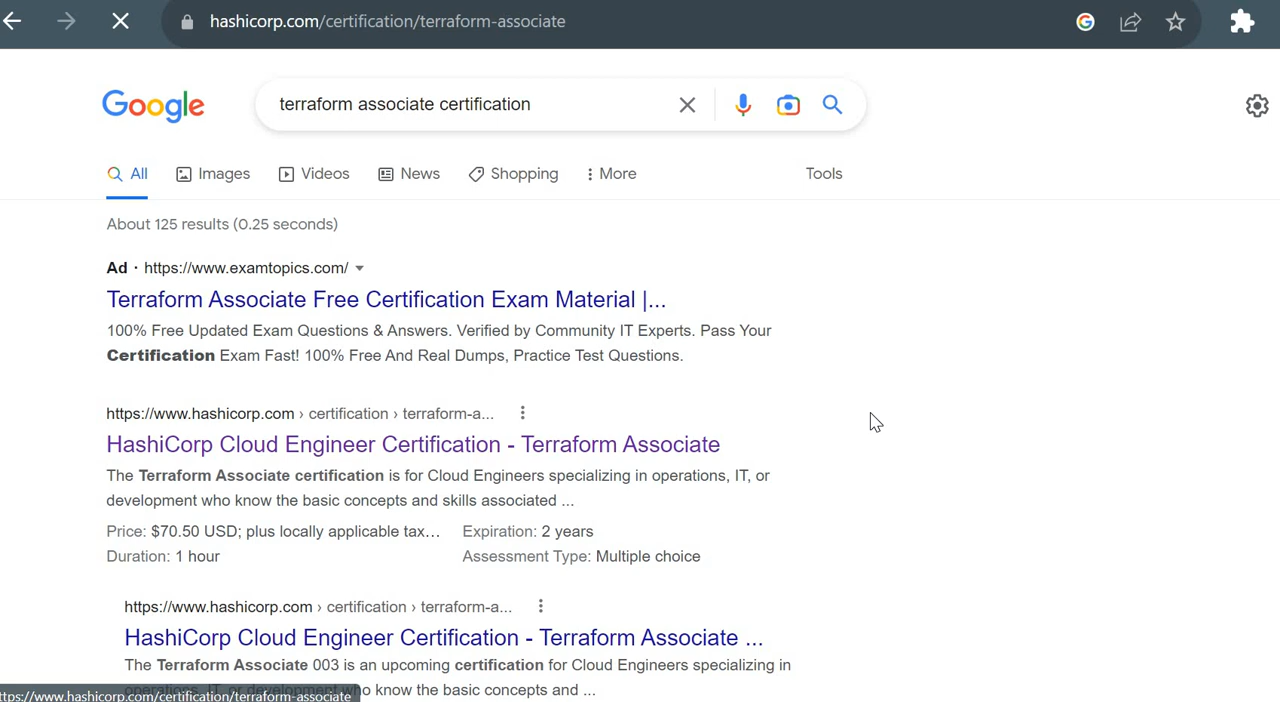 hashicorp.com/certification/terraform-associate
Google
terraform associate certification
All Images Videos News Shopping More Tools
About 125 results (0.25 seconds)
Ad · https://www.examtopics.com/
Terraform Associate Free Certification Exam Material |...
100% Free Updated Exam Questions & Answers. Verified by Community IT Experts. Pass Your
Certification Exam Fast! 100% Free And Real Dumps, Practice Test Questions.
https://www.hashicorp.com › certification › terraform-a...
HashiCorp Cloud Engineer Certification - Terraform Associate
The Terraform Associate certification is for Cloud Engineers specializing in operations, IT, or
development who know the basic concepts and skills associated ...
Price: $70.50 USD; plus locally applicable tax... Expiration: 2 years
Duration: 1 hour Assessment Type: Multiple choice
https://www.hashicorp.com › certification › terraform-a...
HashiCorp Cloud Engineer Certification - Terraform Associate ...
The Terraform Associate 003 is an upcoming certification for Cloud Engineers specializing in
operations, IT, or development who know the basic concepts and ...
ttps://www.hashicorp.com/certification/terraform-associate